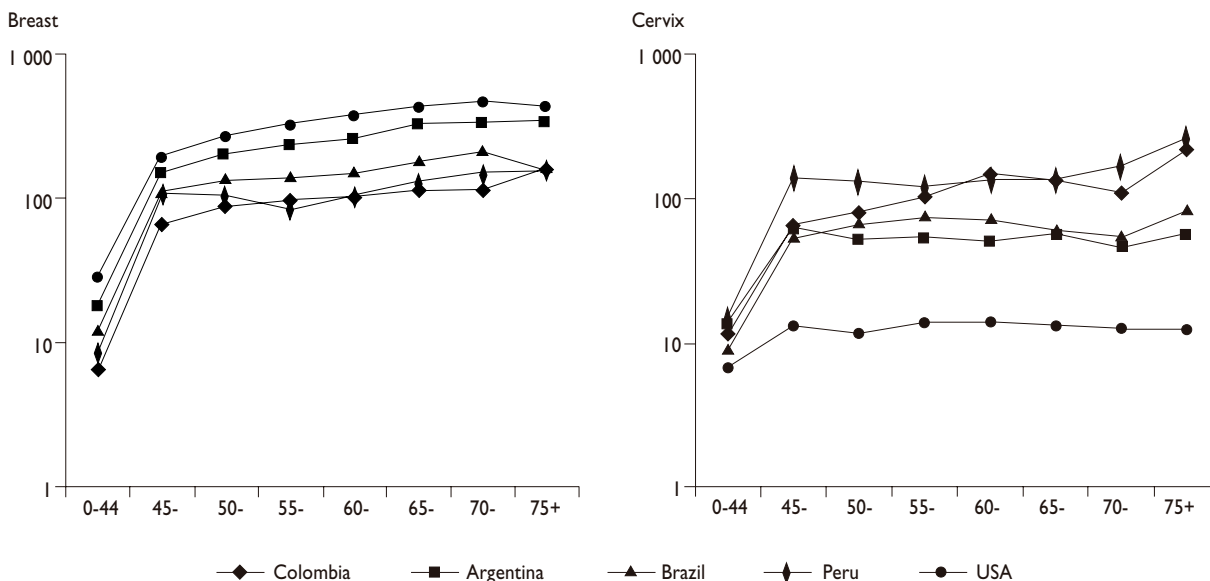 Breast
1 000
100
10
1
0-44 45- 50- 55- 60- 65- 70- 75+
Cervix
1 000
100
10
1
0-44 45- 50- 55- 60- 65- 70- 75+
Colombia Argentina Brazil Peru USA